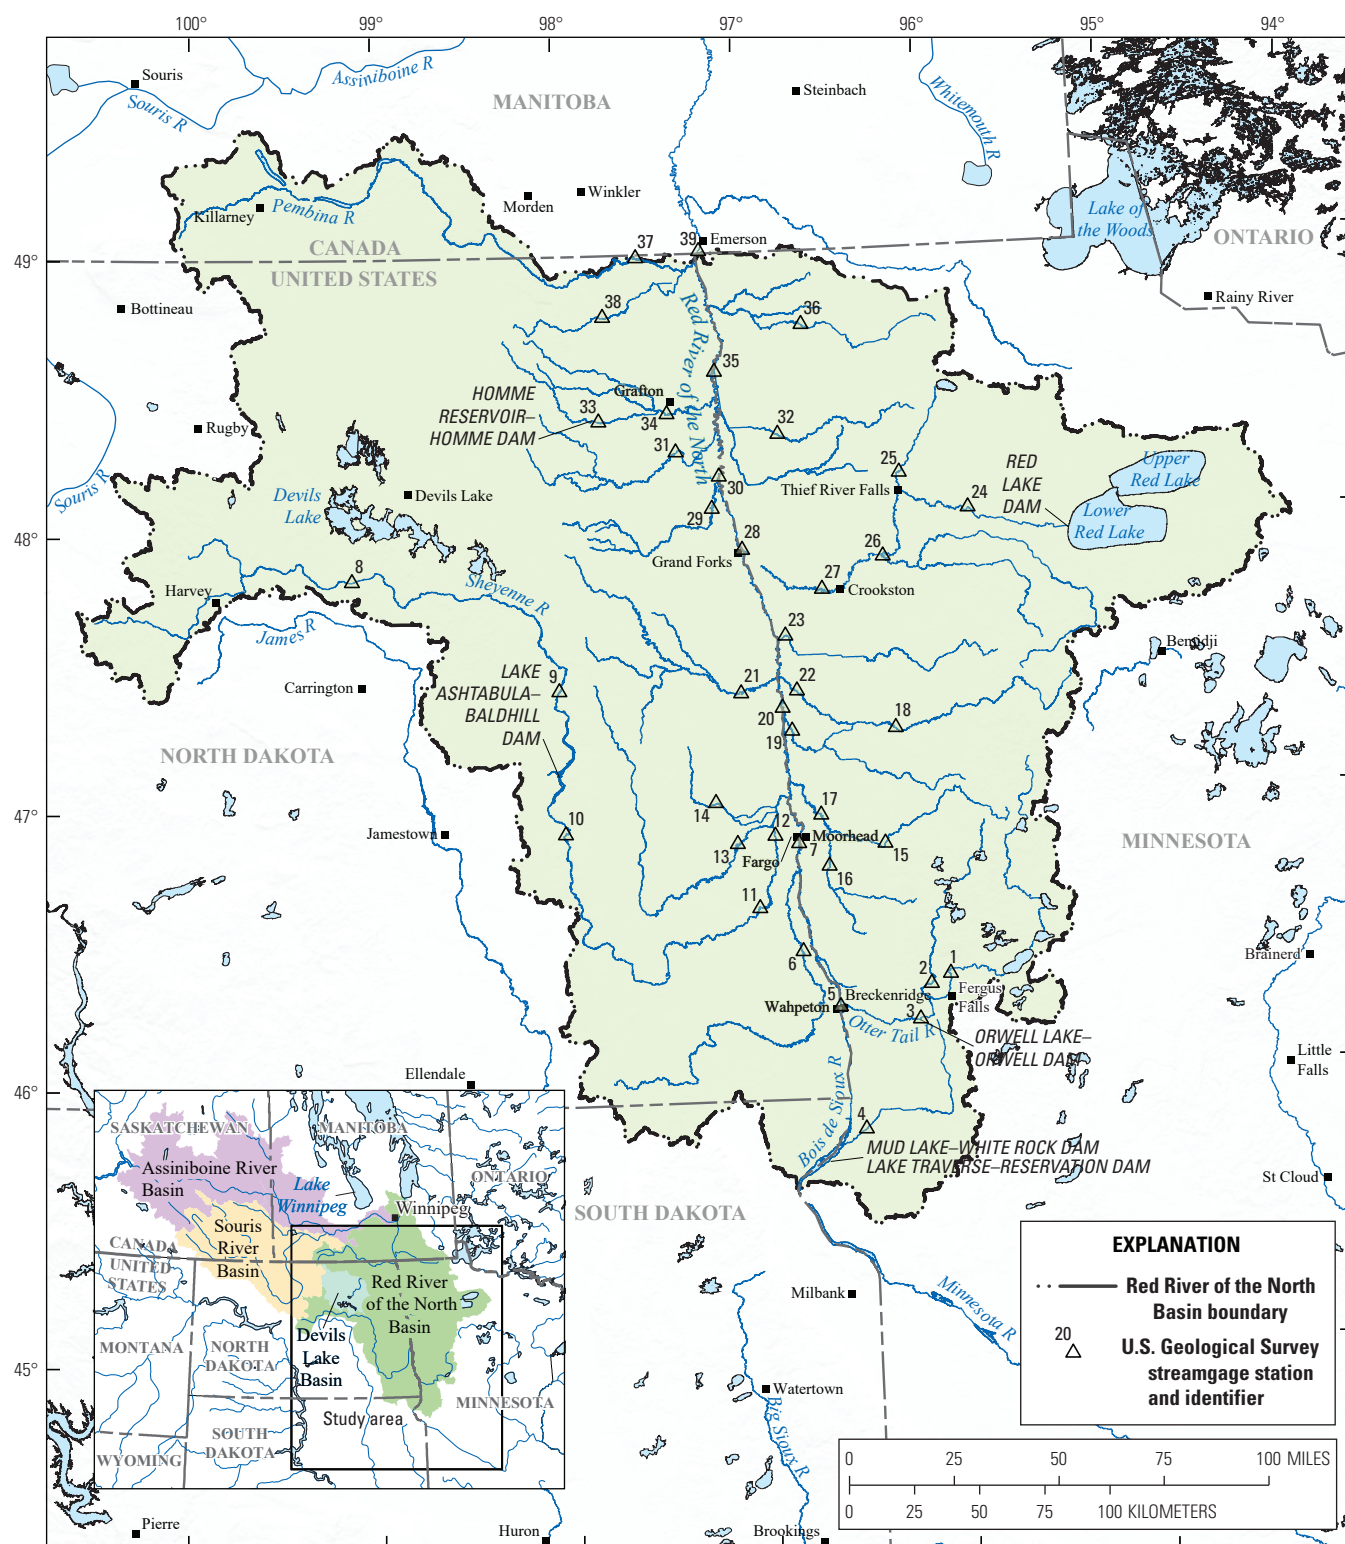 100°
99°
98°
97°
96°
95°
94°
Souris
Assiniboine R
Souris R
MANITOBA
Steinbach
Whitemouth R
Winkler
Morden
Killarney
Pembina R
Lake of
the Woods
CANADA
37
39
Emerson
ONTARIO
49°
UNITED STATES
Rainy River
Bottineau
38
36
Red River of the North
35
HOMME
RESERVOIR–
HOMME DAM
Grafton
33
34
32
Rugby
31
25
RED
LAKE
DAM
Upper
Red Lake
Souris R
Devils
Lake
Devils Lake
30
Thief River Falls
24
Lower
Red Lake
29
48°
28
Grand Forks
26
8
Harvey
Sheyenne R
27
Crookston
James R
23
Bemidji
LAKE
ASHTABULA–
BALDHILL
DAM
9
Carrington
21
22
20
18
19
NORTH DAKOTA
47°
14
17
12
10
Jamestown
Moorhead
MINNESOTA
13
Fargo
7
15
16
11
Brainerd
6
2
1
5
Breckenridge
Fergus
Falls
Wahpeton
3
Otter Tail R
ORWELL LAKE–
ORWELL DAM
Little
Falls
Ellendale
46°
Bois de Sioux R
4
MUD LAKE–WHITE ROCK DAM
LAKE TRAVERSE–RESERVATION DAM
St Cloud
SOUTH DAKOTA
Minnesota R
Milbank
45°
Watertown
Big Sioux R
Pierre
Huron
Brookings
SASKATCHEWAN
MANITOBA
Assiniboine River
Basin
Lake
Winnipeg
ONTARIO
Winnipeg
Souris
River
Basin
CANADA
UNITED
STATES
Red River
of the North
Basin
Devils
Lake
Basin
MONTANA
NORTH
DAKOTA
MINNESOTA
Study area
SOUTH
DAKOTA
WYOMING
EXPLANATION
Red River of the North
Basin boundary
20
U.S. Geological Survey
streamgage station
and identifier
0 25 50 75 100 MILES
0 25 50 75 100 KILOMETERS